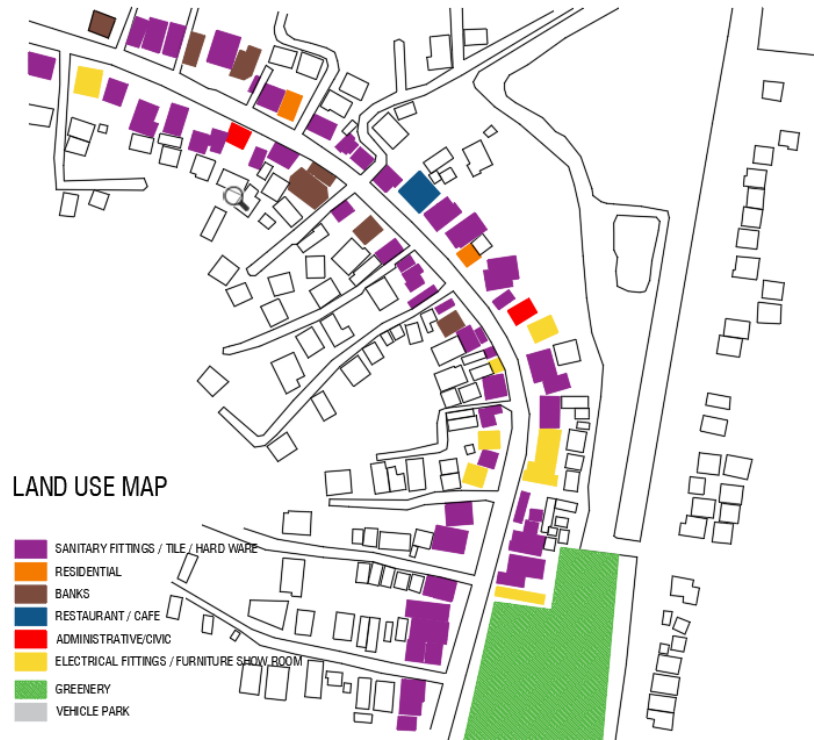 LAND USE MAP
SANITARY FITTINGS / TILE / HARD WARE
RESIDENTIAL
BANKS
RESTAURANT / CAFE
ADMINISTRATIVE/CIVIC
ELECTRICAL FITTINGS / FURNITURE SHOW ROOM
GREENERY
VEHICLE PARK